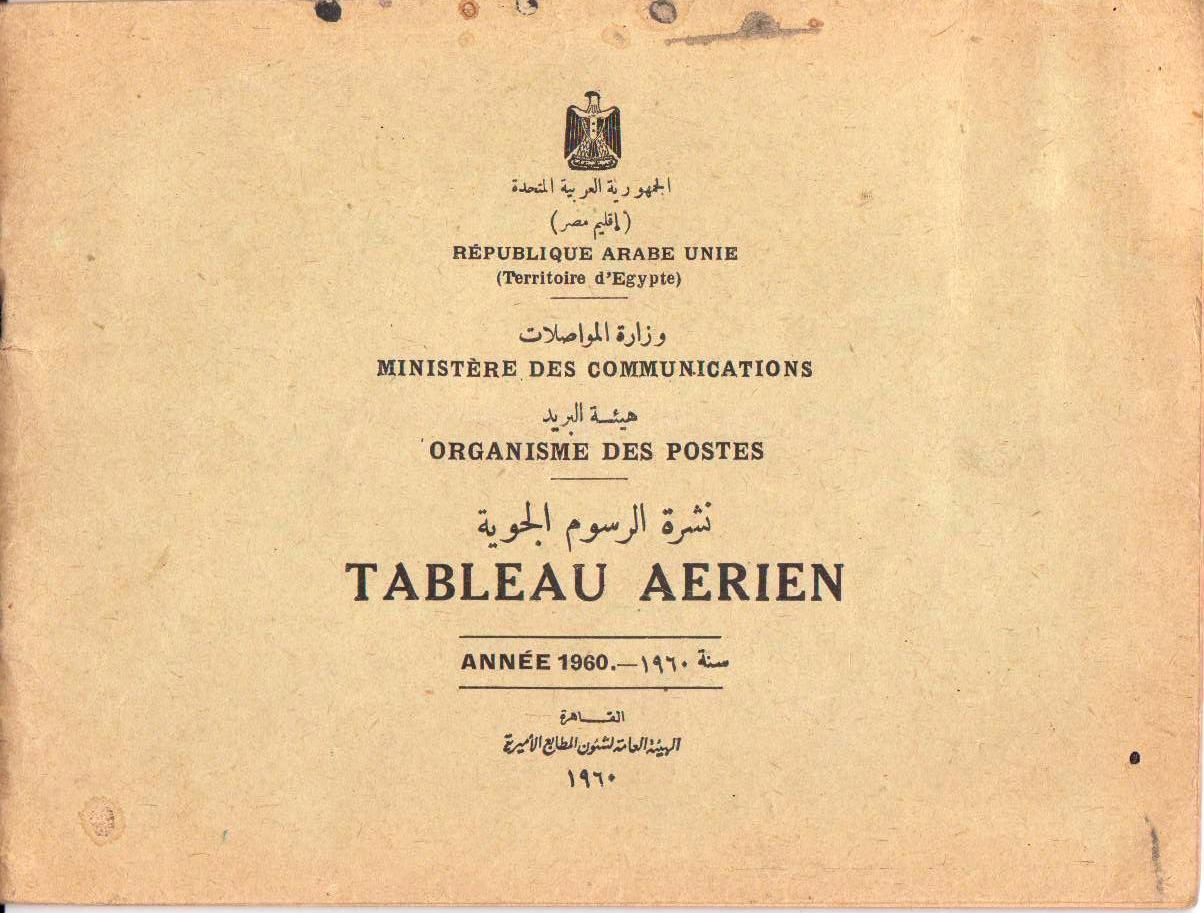 الجمهورية العربية المتحدة
(إقليم مصر)
RÉPUBLIQUE ARABE UNIE
(Territoire d'Egypte)
وزارة المواصلات
MINISTÈRE DES COMMUNICATIONS
هيئة البريد
ORGANISME DES POSTES
نشرة الرسوم الجوية
TABLEAU AERIEN
ANNÉE 1960.—سنة ١٩٦٠
القاهرة
الهيئة العامة لشئون المطابع الأميرية
١٩٦٠